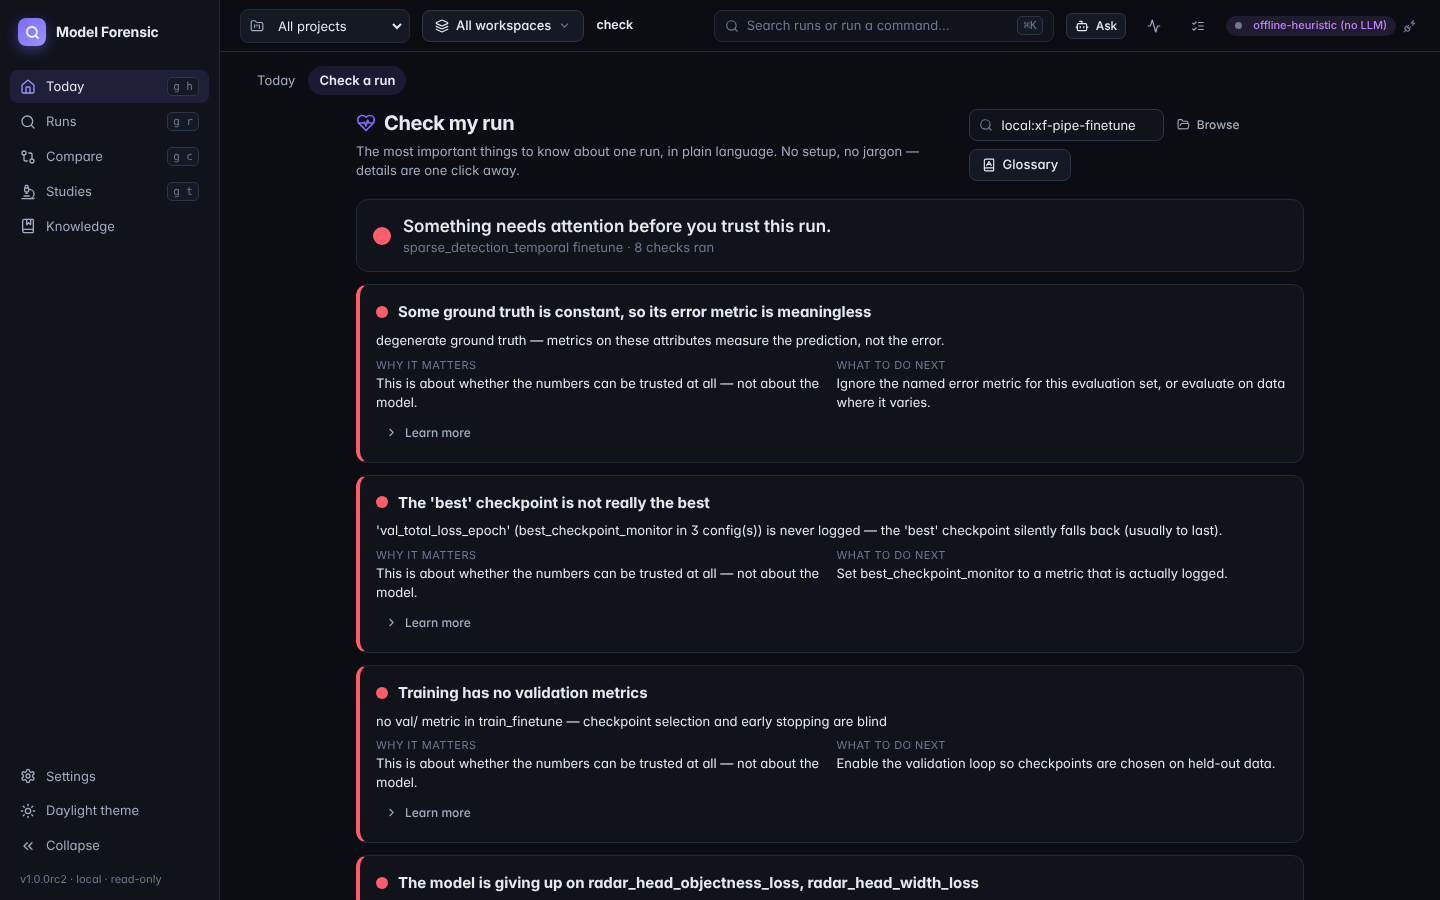 Model Forensic
All projects
All workspaces
check
Search runs or run a command...
⌘K
Ask
offline-heuristic (no LLM)
Today
g h
Runs
g r
Compare
g c
Studies
g t
Knowledge
Today
Check a run
Check my run
The most important things to know about one run, in plain language. No setup, no jargon —
details are one click away.
local:xf-pipe-finetune
Browse
Glossary
Something needs attention before you trust this run.
sparse_detection_temporal finetune · 8 checks ran
Some ground truth is constant, so its error metric is meaningless
degenerate ground truth — metrics on these attributes measure the prediction, not the error.
WHY IT MATTERS
This is about whether the numbers can be trusted at all — not about the
model.
WHAT TO DO NEXT
Ignore the named error metric for this evaluation set, or evaluate on data
where it varies.
Learn more
The 'best' checkpoint is not really the best
'val_total_loss_epoch' (best_checkpoint_monitor in 3 config(s)) is never logged — the 'best' checkpoint silently falls back (usually to last).
WHY IT MATTERS
This is about whether the numbers can be trusted at all — not about the
model.
WHAT TO DO NEXT
Set best_checkpoint_monitor to a metric that is actually logged.
Learn more
Training has no validation metrics
no val/ metric in train_finetune — checkpoint selection and early stopping are blind
WHY IT MATTERS
This is about whether the numbers can be trusted at all — not about the
model.
WHAT TO DO NEXT
Enable the validation loop so checkpoints are chosen on held-out data.
Learn more
The model is giving up on radar_head_objectness_loss, radar_head_width_loss
Settings
Daylight theme
Collapse
v1.0.0rc2 · local · read-only